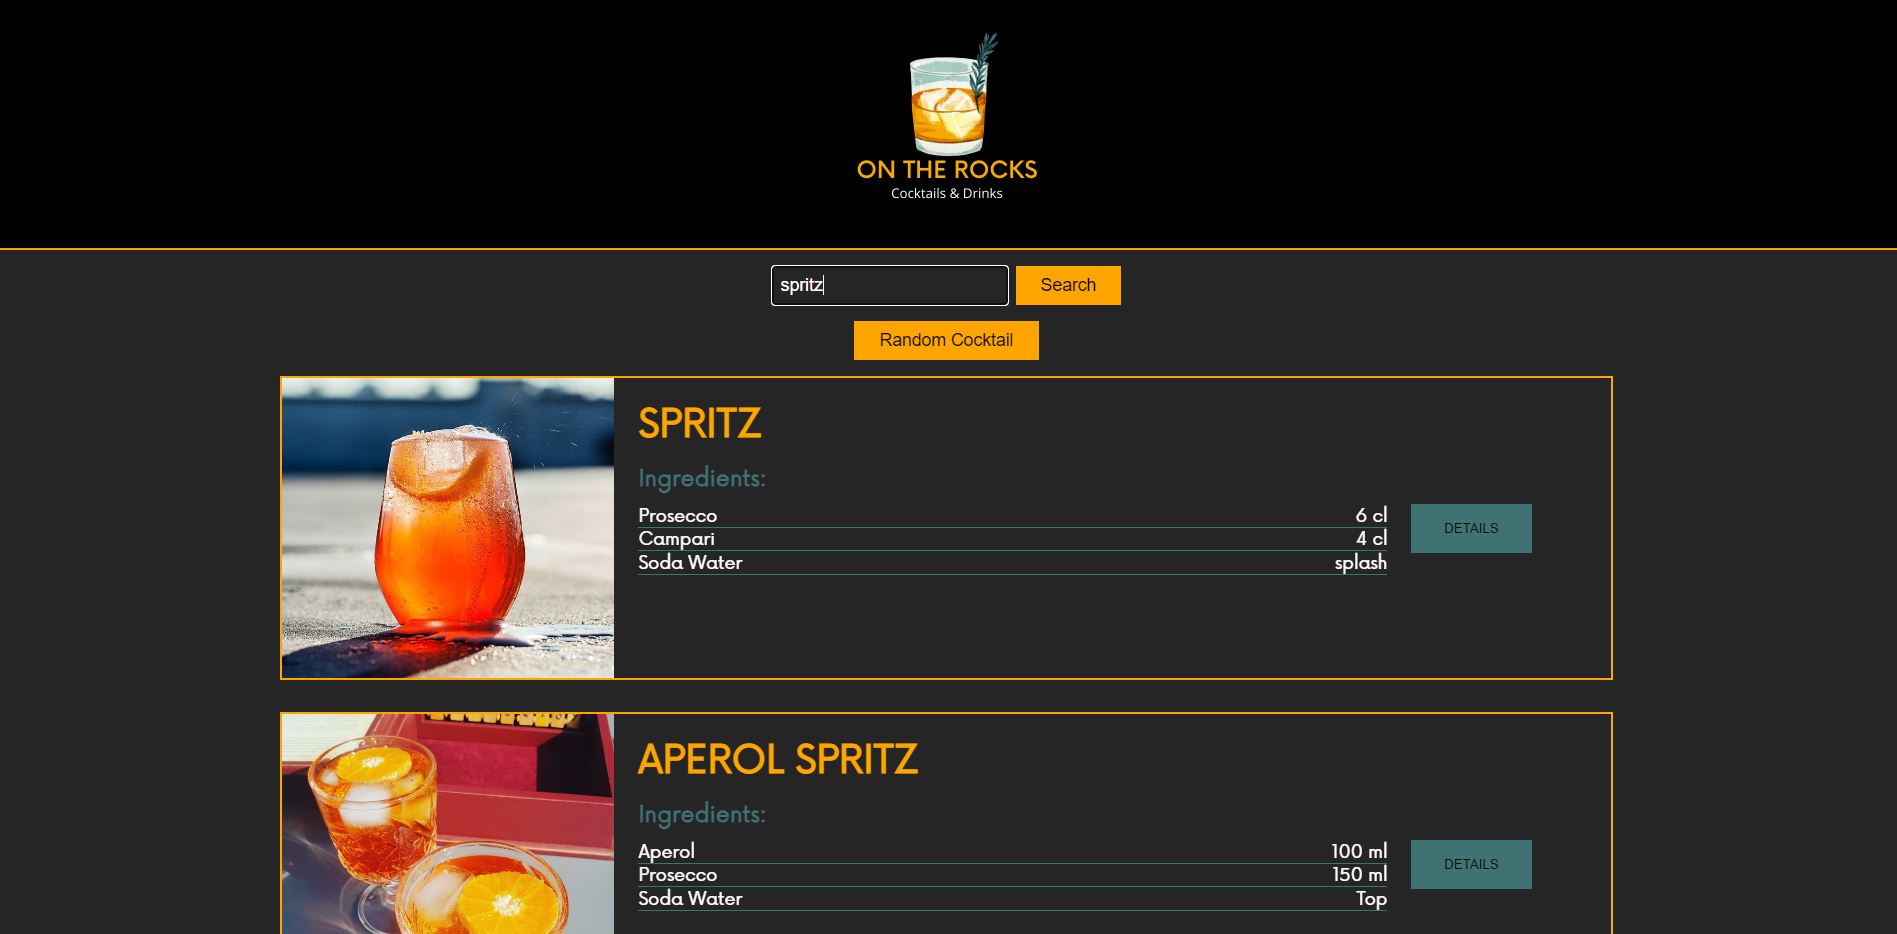 ON THE ROCKS
Cocktails & Drinks
spritz Search
Random Cocktail
SPRITZ
Ingredients:
Prosecco 6 cl
Campari 4 cl
Soda Water splash
DETAILS
APEROL SPRITZ
Ingredients:
Aperol 100 ml
Prosecco 150 ml
Soda Water Top
DETAILS